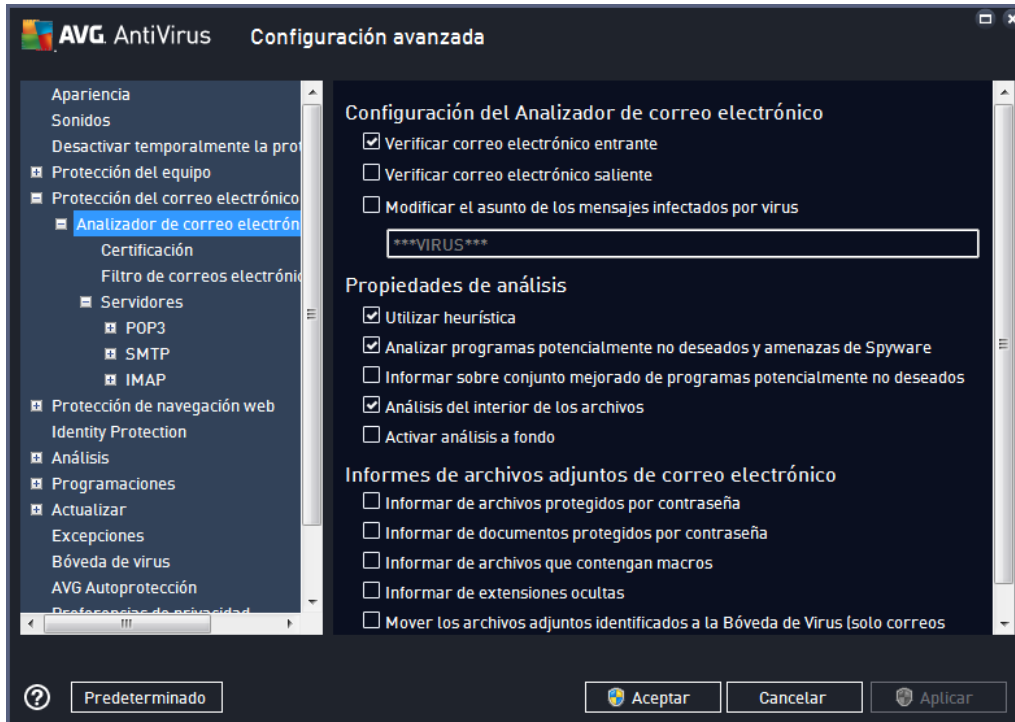 AVG. AntiVirus
Configuración avanzada
Apariencia
Sonidos
Desactivar temporalmente la pro
Protección del equipo
Protección del correo electrónico
Analizador de correo electrón
Certificación
Filtro de correos electrónic
Servidores
POP3
SMTP
IMAP
Protección de navegación web
Identity Protection
Análisis
Programaciones
Actualizar
Excepciones
Bóveda de virus
AVG Autoprotección
Preferencias de privacidad
Configuración del Analizador de correo electrónico
Verificar correo electrónico entrante
Verificar correo electrónico saliente
Modificar el asunto de los mensajes infectados por virus
***VIRUS***
Propiedades de análisis
Utilizar heurística
Analizar programas potencialmente no deseados y amenazas de Spyware
Informar sobre conjunto mejorado de programas potencialmente no deseados
Análisis del interior de los archivos
Activar análisis a fondo
Informes de archivos adjuntos de correo electrónico
Informar de archivos protegidos por contraseña
Informar de documentos protegidos por contraseña
Informar de archivos que contengan macros
Informar de extensiones ocultas
Mover los archivos adjuntos identificados a la Bóveda de Virus (solo correos
Predeterminado
Aceptar
Cancelar
Aplicar